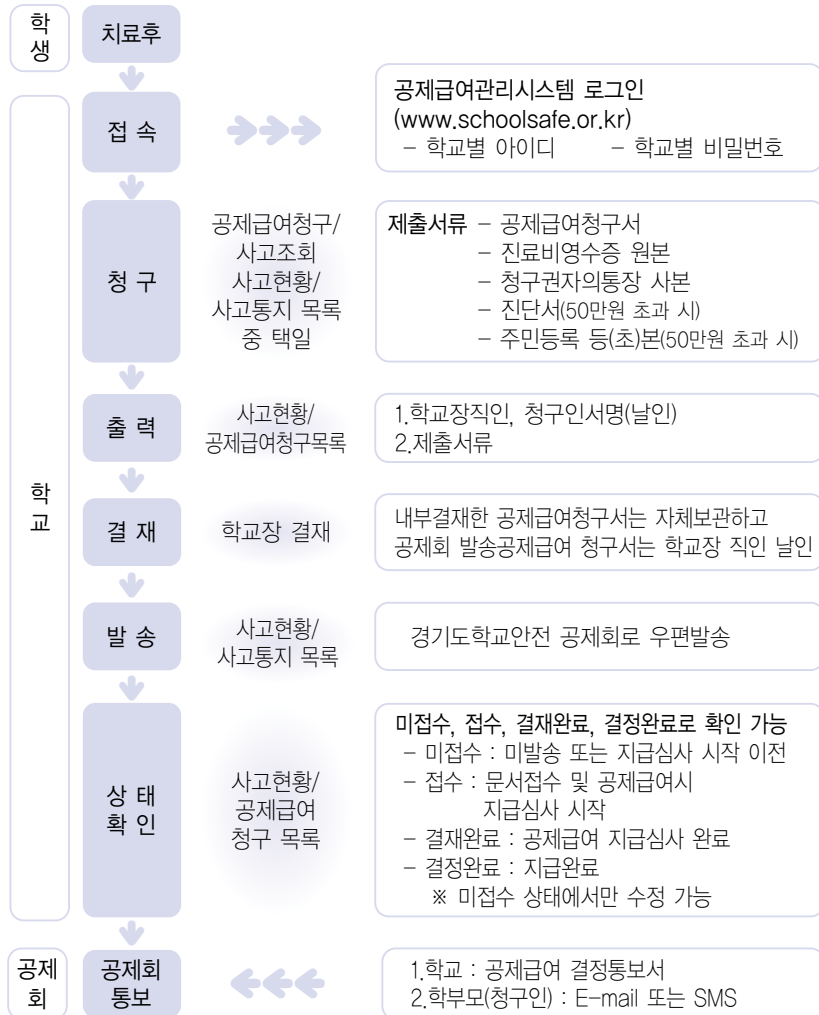 학
생
치료후
학
교
접 속
공제급여관리시스템 로그인
(www.schoolsafe.or.kr)
- 학교별 아이디 - 학교별 비밀번호
청 구
공제급여청구/
사고조회
사고현황/
사고통지 목록
중 택일
제출서류 - 공제급여청구서
- 진료비영수증 원본
- 청구권자의통장 사본
- 진단서(50만원 초과 시)
- 주민등록 등(초)본(50만원 초과 시)
출 력
사고현황/
공제급여청구목록
1.학교장직인, 청구인서명(날인)
2.제출서류
결 재
학교장 결재
내부결재한 공제급여청구서는 자체보관하고
공제회 발송공제급여 청구서는 학교장 직인 날인
발 송
사고현황/
사고통지 목록
경기도학교안전 공제회로 우편발송
상 태
확 인
사고현황/
공제급여
청구 목록
미접수, 접수, 결재완료, 결정완료로 확인 가능
- 미접수 : 미발송 또는 지급심사 시작 이전
- 접수 : 문서접수 및 공제급여시
지급심사 시작
- 결재완료 : 공제급여 지급심사 완료
- 결정완료 : 지급완료
※ 미접수 상태에서만 수정 가능
공제
회
공제회
통보
1.학교 : 공제급여 결정통보서
2.학부모(청구인) : E-mail 또는 SMS